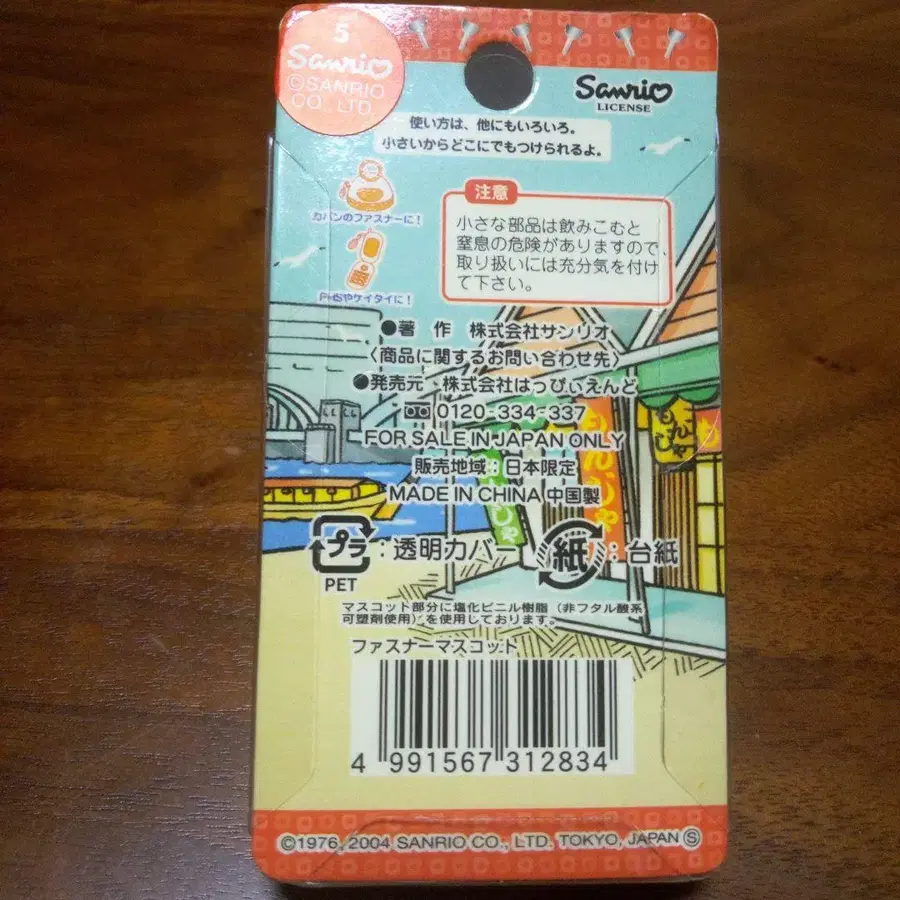 5
Sanrio
©SANRIO
CO., LTD.
Sanrio
LICENSE
使い方は、他にもいろいろ。
小さいからどこにでもつけられるよ。
カバンのファスナーに!
PHSやケイタイに!
注意
小さな部品は飲みこむと
窒息の危険がありますので、
取り扱いには充分気を付け
て下さい。
●著 作 株式会社サンリオ
〈商品に関するお問い合わせ先〉
●発売元・株式会社はっぴぃえんど
0120-334-337
FOR SALE IN JAPAN ONLY
販売地域:日本限定
MADE IN CHINA 中国製
プラ:透明カバー
PET
紙:台紙
マスコット部分に塩化ビニル樹脂(非フタル酸系
可塑剤使用)を使用しております。
ファスナーマスコット
4 991567 312834
©1976, 2004 SANRIO CO., LTD. TOKYO, JAPAN Ⓢ
もんじゃ